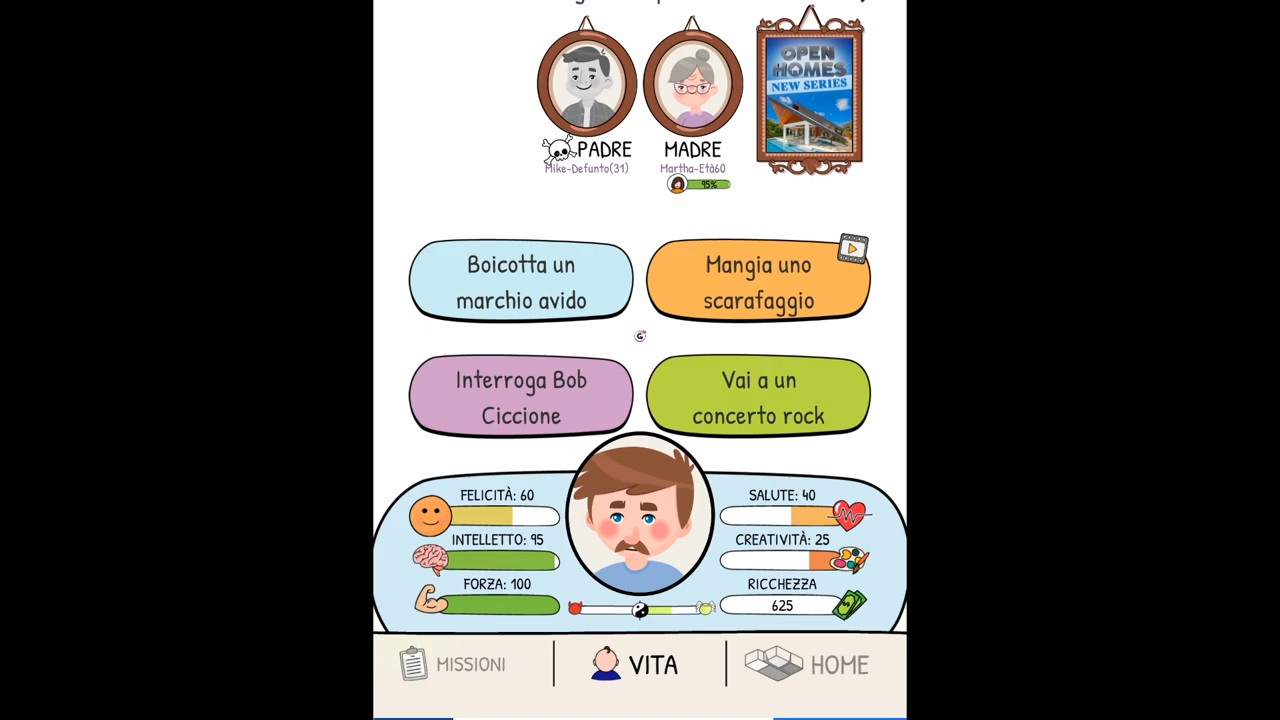 OPEN
HOMES
NEW SERIES
PADRE
MADRE
Mike-Defunto(31)
Martha-Età60
95%
Boicotta un
marchio avido
Mangia uno
scarafaggio
Interroga Bob
Ciccione
Vai a un
concerto rock
FELICITÀ: 60
SALUTE: 40
INTELLETTO: 95
CREATIVITÀ: 25
FORZA: 100
RICCHEZZA
625
MISSIONI
VITA
HOME